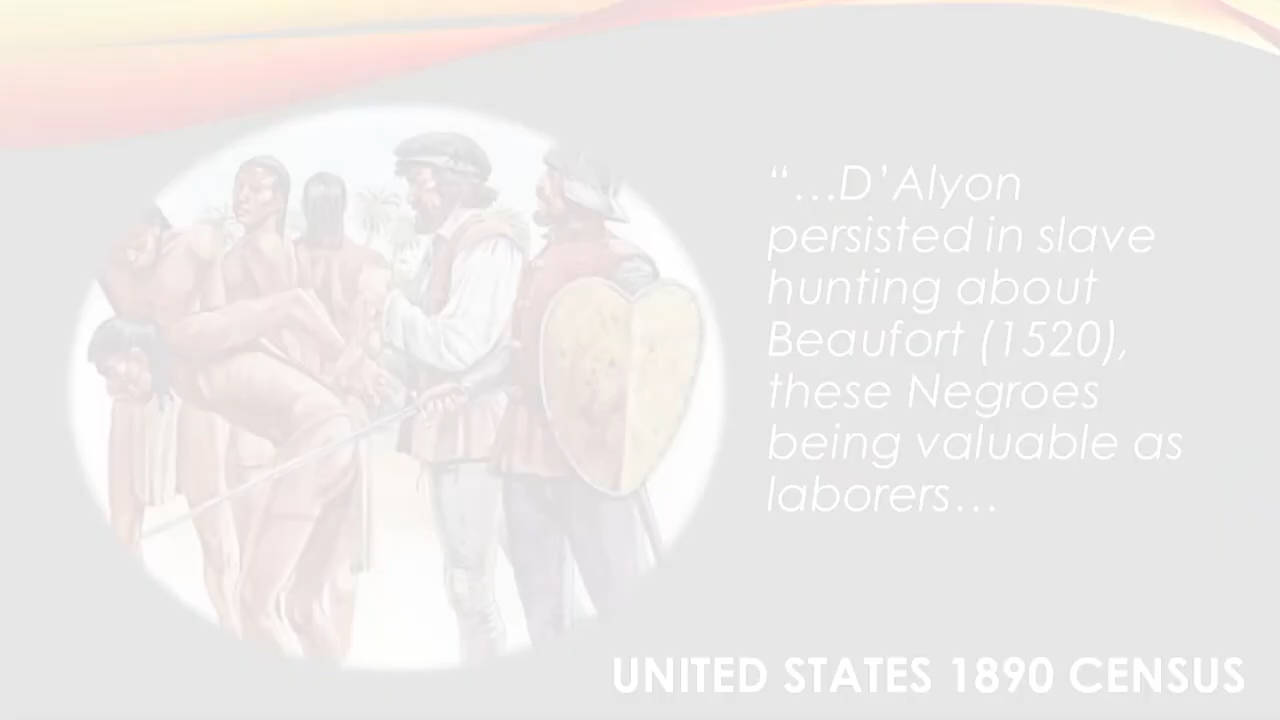 “…D’Alyon
persisted in slave
hunting about
Beaufort (1520),
these Negroes
being valuable as
laborers…
UNITED STATES 1890 CENSUS